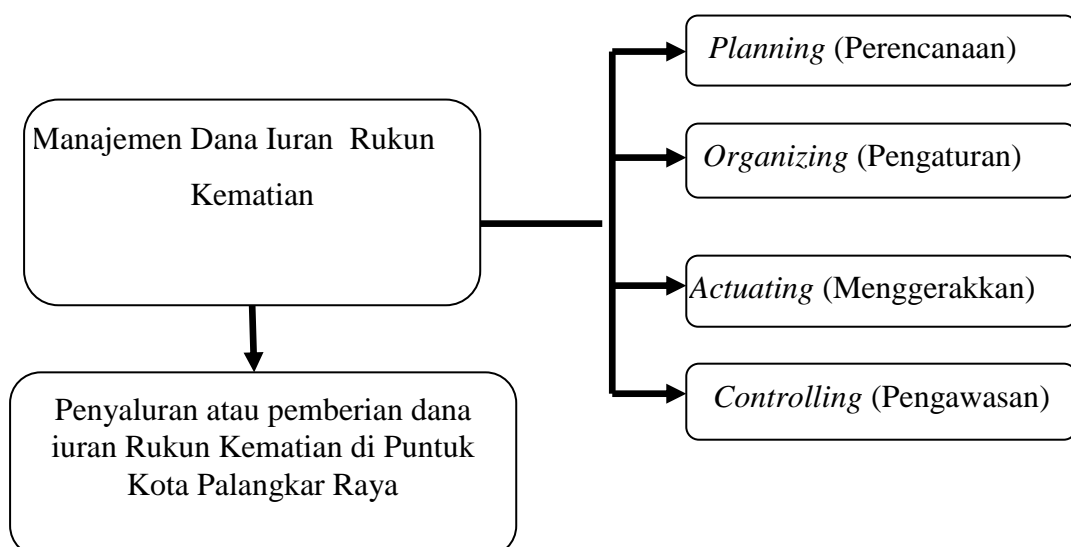 Manajemen Dana Iuran Rukun
Kematian
Planning (Perencanaan)
Organizing (Pengaturan)
Actuating (Menggerakkan)
Controlling (Pengawasan)
Penyaluran atau pemberian dana
iuran Rukun Kematian di Puntuk
Kota Palangkar Raya